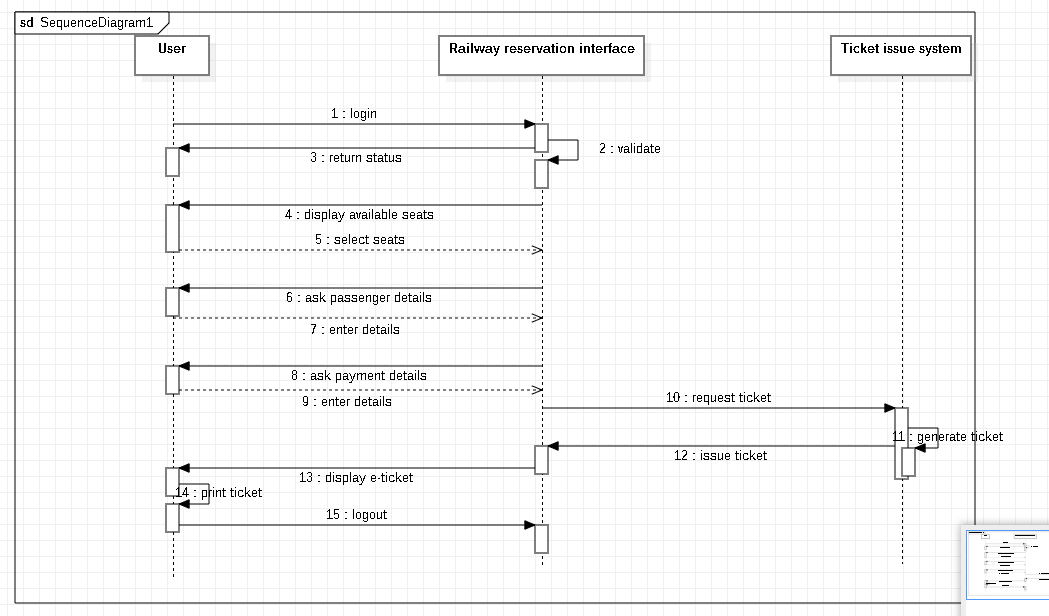 sd SequenceDiagram1
User
Railway reservation interface
Ticket issue system
1 : login
2 : validate
3 : return status
4 : display available seats
5 : select seats
6 : ask passenger details
7 : enter details
8 : ask payment details
9 : enter details
10 : request ticket
11 : generate ticket
12 : issue ticket
13 : display e-ticket
14 : print ticket
15 : logout